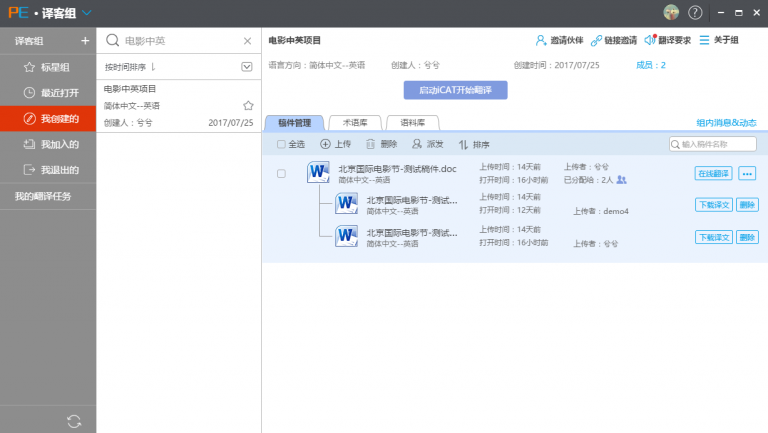 PE·译客组
译客组 +
标星组
最近打开
我创建的
我加入的
我退出的
我的翻译任务
电影中英
按时间排序
电影中英项目
简体中文--英语
创建人：兮兮 2017/07/25
电影中英项目
邀请伙伴 链接邀请 翻译要求 关于组
语言方向：简体中文--英语 创建人：兮兮 创建时间：2017/07/25 成员：2
启动iCAT开始翻译
稿件管理 术语库 语料库 组内消息&动态
全选 上传 删除 派发 排序 输入稿件名称
北京国际电影节-测试稿件.doc
简体中文--英语
上传时间：14天前 上传者：兮兮
打开时间：16小时前 已分配给：2人
在线翻译 •••
北京国际电影节-测试...
简体中文--英语
上传时间：14天前
打开时间：12天前 上传者：demo4
下载译文 删除
北京国际电影节-测试...
简体中文--英语
上传时间：14天前
打开时间：16小时前 上传者：兮兮
下载译文 删除